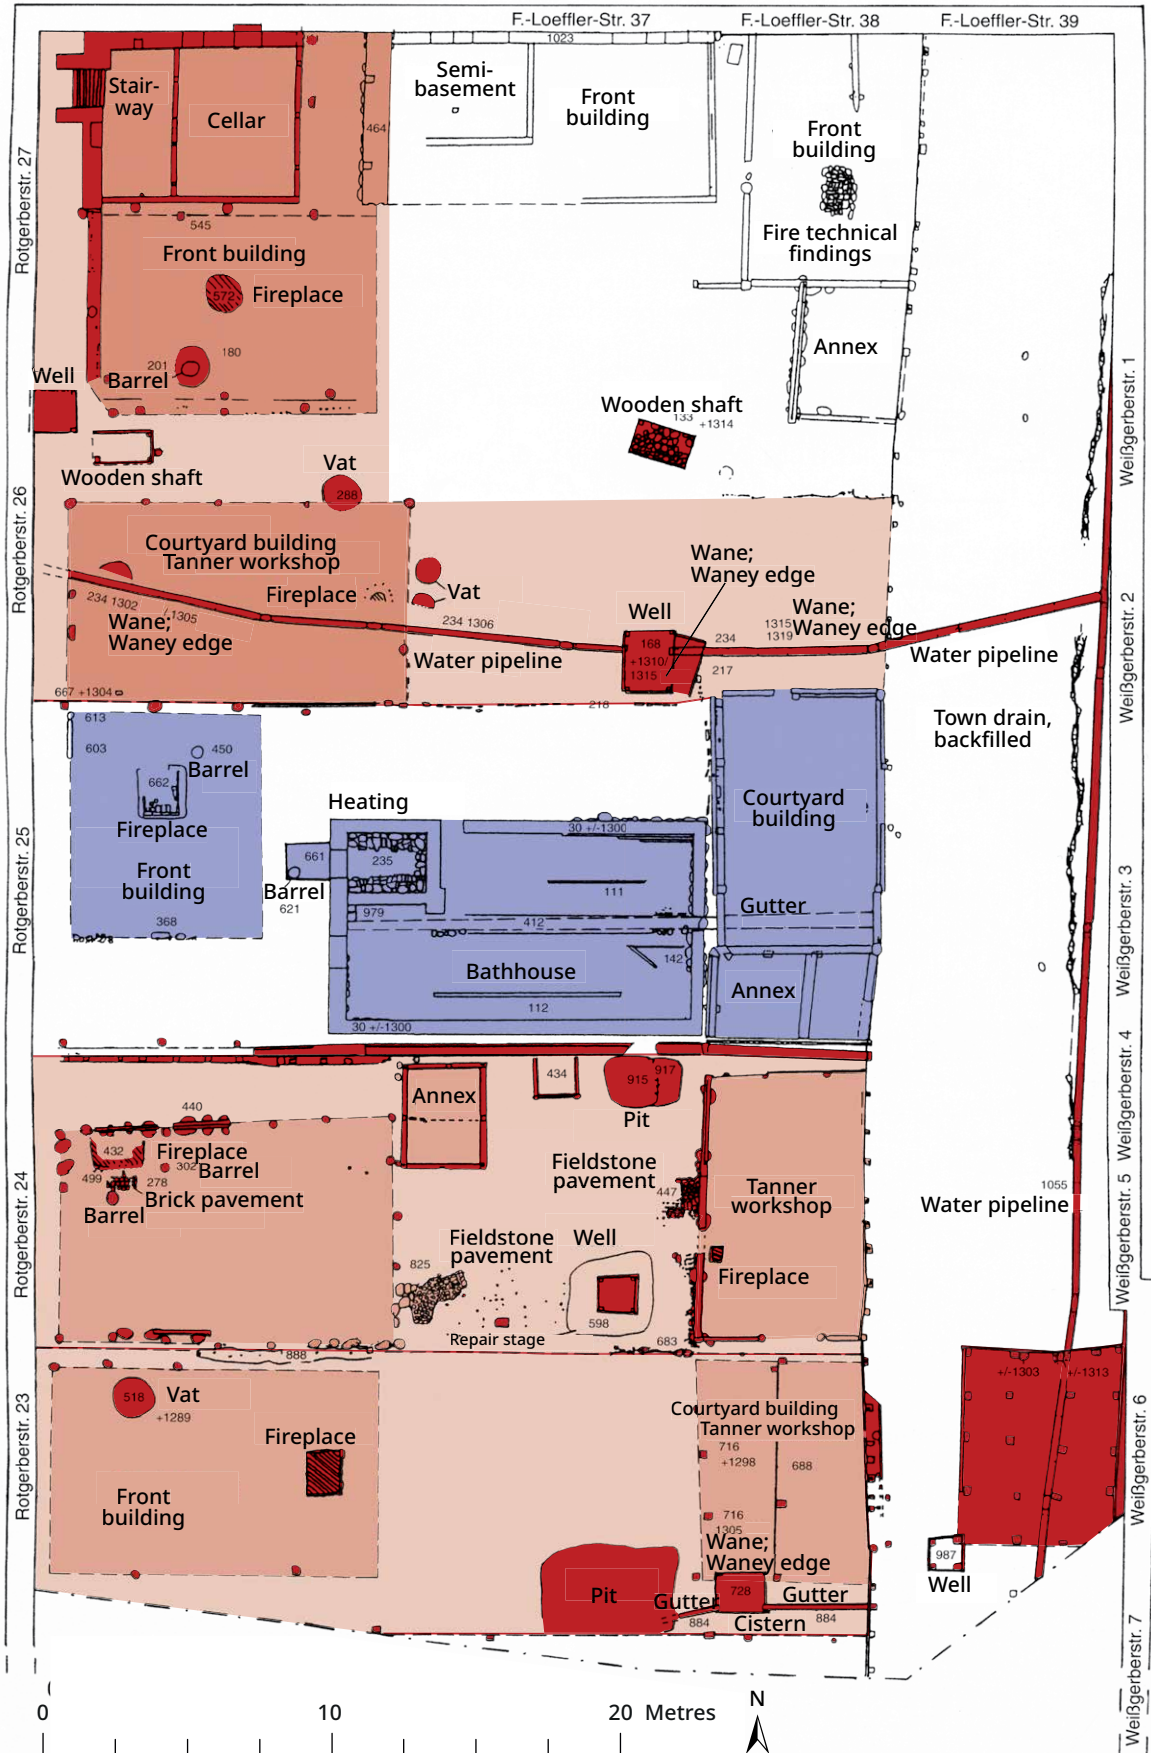 F.-Loeffler-Str. 37
F.-Loeffler-Str. 38
F.-Loeffler-Str. 39
1023
Stair-
way
Cellar
464
Semi-
basement
Front
building
Front
building
Fire technical
findings
Annex
Rotgerberstr. 27
545
Front building
572
Fireplace
180
201
Barrel
Well
Wooden shaft
Wooden shaft
133
+1314
Vat
288
Weißgerberstr. 1
Rotgerberstr. 26
Courtyard building
Tanner workshop
Fireplace
Vat
234 1302
/1305
Wane;
Waney edge
234 1306
Water pipeline
Well
168
+1310/
1315
Wane;
Waney edge
234
217
1315
1319
Wane;
Waney edge
Water pipeline
Weißgerberstr. 2
667 +1304
218
613
603
450
Barrel
662
Fireplace
Front
building
368
Rotgerberstr. 25
Heating
661
235
Barrel
621
979
30 +/-1300
111
412
142
Bathhouse
112
30 +/-1300
Courtyard
building
Gutter
Annex
Town drain,
backfilled
Weißgerberstr. 3
Weißgerberstr. 4
Weißgerberstr. 5
Rotgerberstr. 24
440
432
Fireplace
302
Barrel
499
278
Brick pavement
Barrel
Annex
434
915
917
Pit
Fieldstone
pavement
447
Tanner
workshop
Fireplace
Fieldstone
pavement
825
Well
598
Repair stage
683
1055
Water pipeline
888
Rotgerberstr. 23
518
Vat
+1289
Fireplace
Front
building
Courtyard building
Tanner workshop
716
+1298
688
716
1305
Wane;
Waney edge
Pit
Gutter
728
Gutter
884
884
Cistern
+/-1303
+/-1313
987
Well
Weißgerberstr. 6
Weißgerberstr. 7
0
10
20
Metres
N